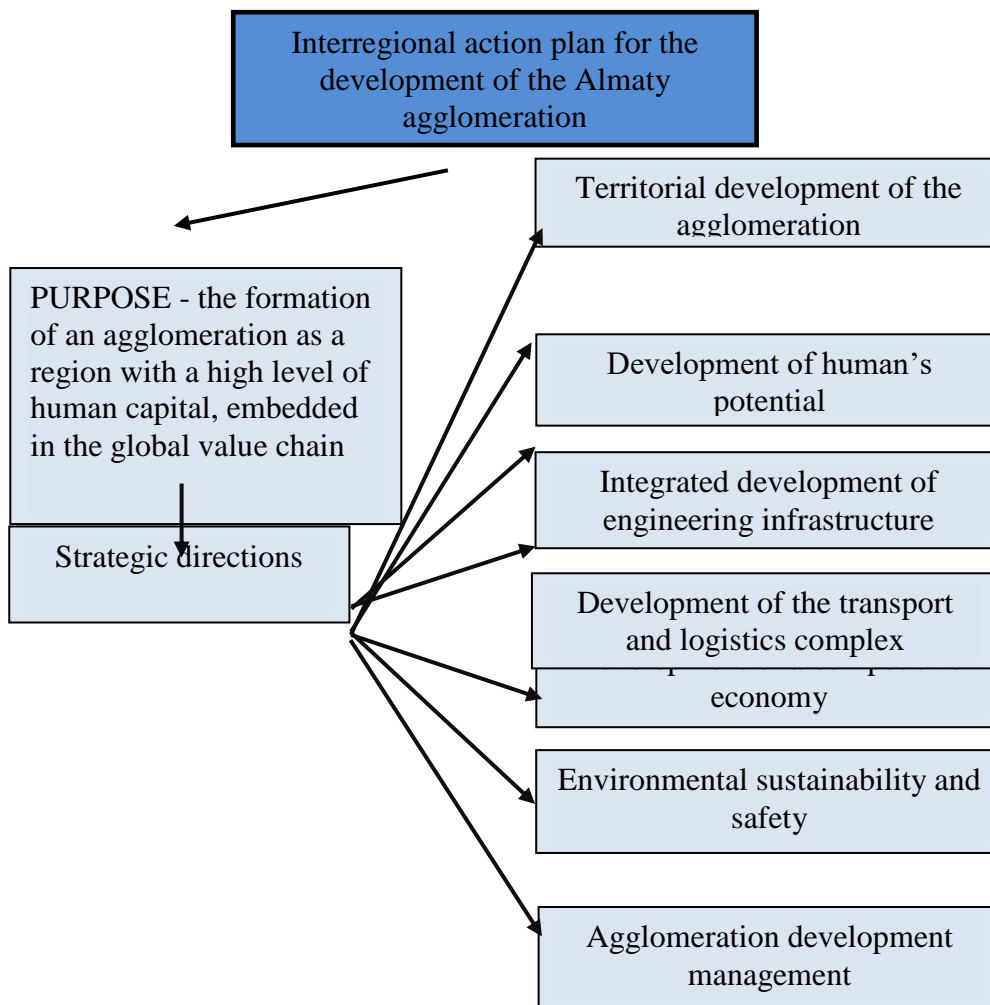 Interregional action plan for the
development of the Almaty
agglomeration
Territorial development of the
agglomeration
PURPOSE - the formation
of an agglomeration as a
region with a high level of
human capital, embedded
in the global value chain
Strategic directions
Development of human’s
potential
Integrated development of
engineering infrastructure
Development of the transport
and logistics complex
economy
Environmental sustainability and
safety
Agglomeration development
management